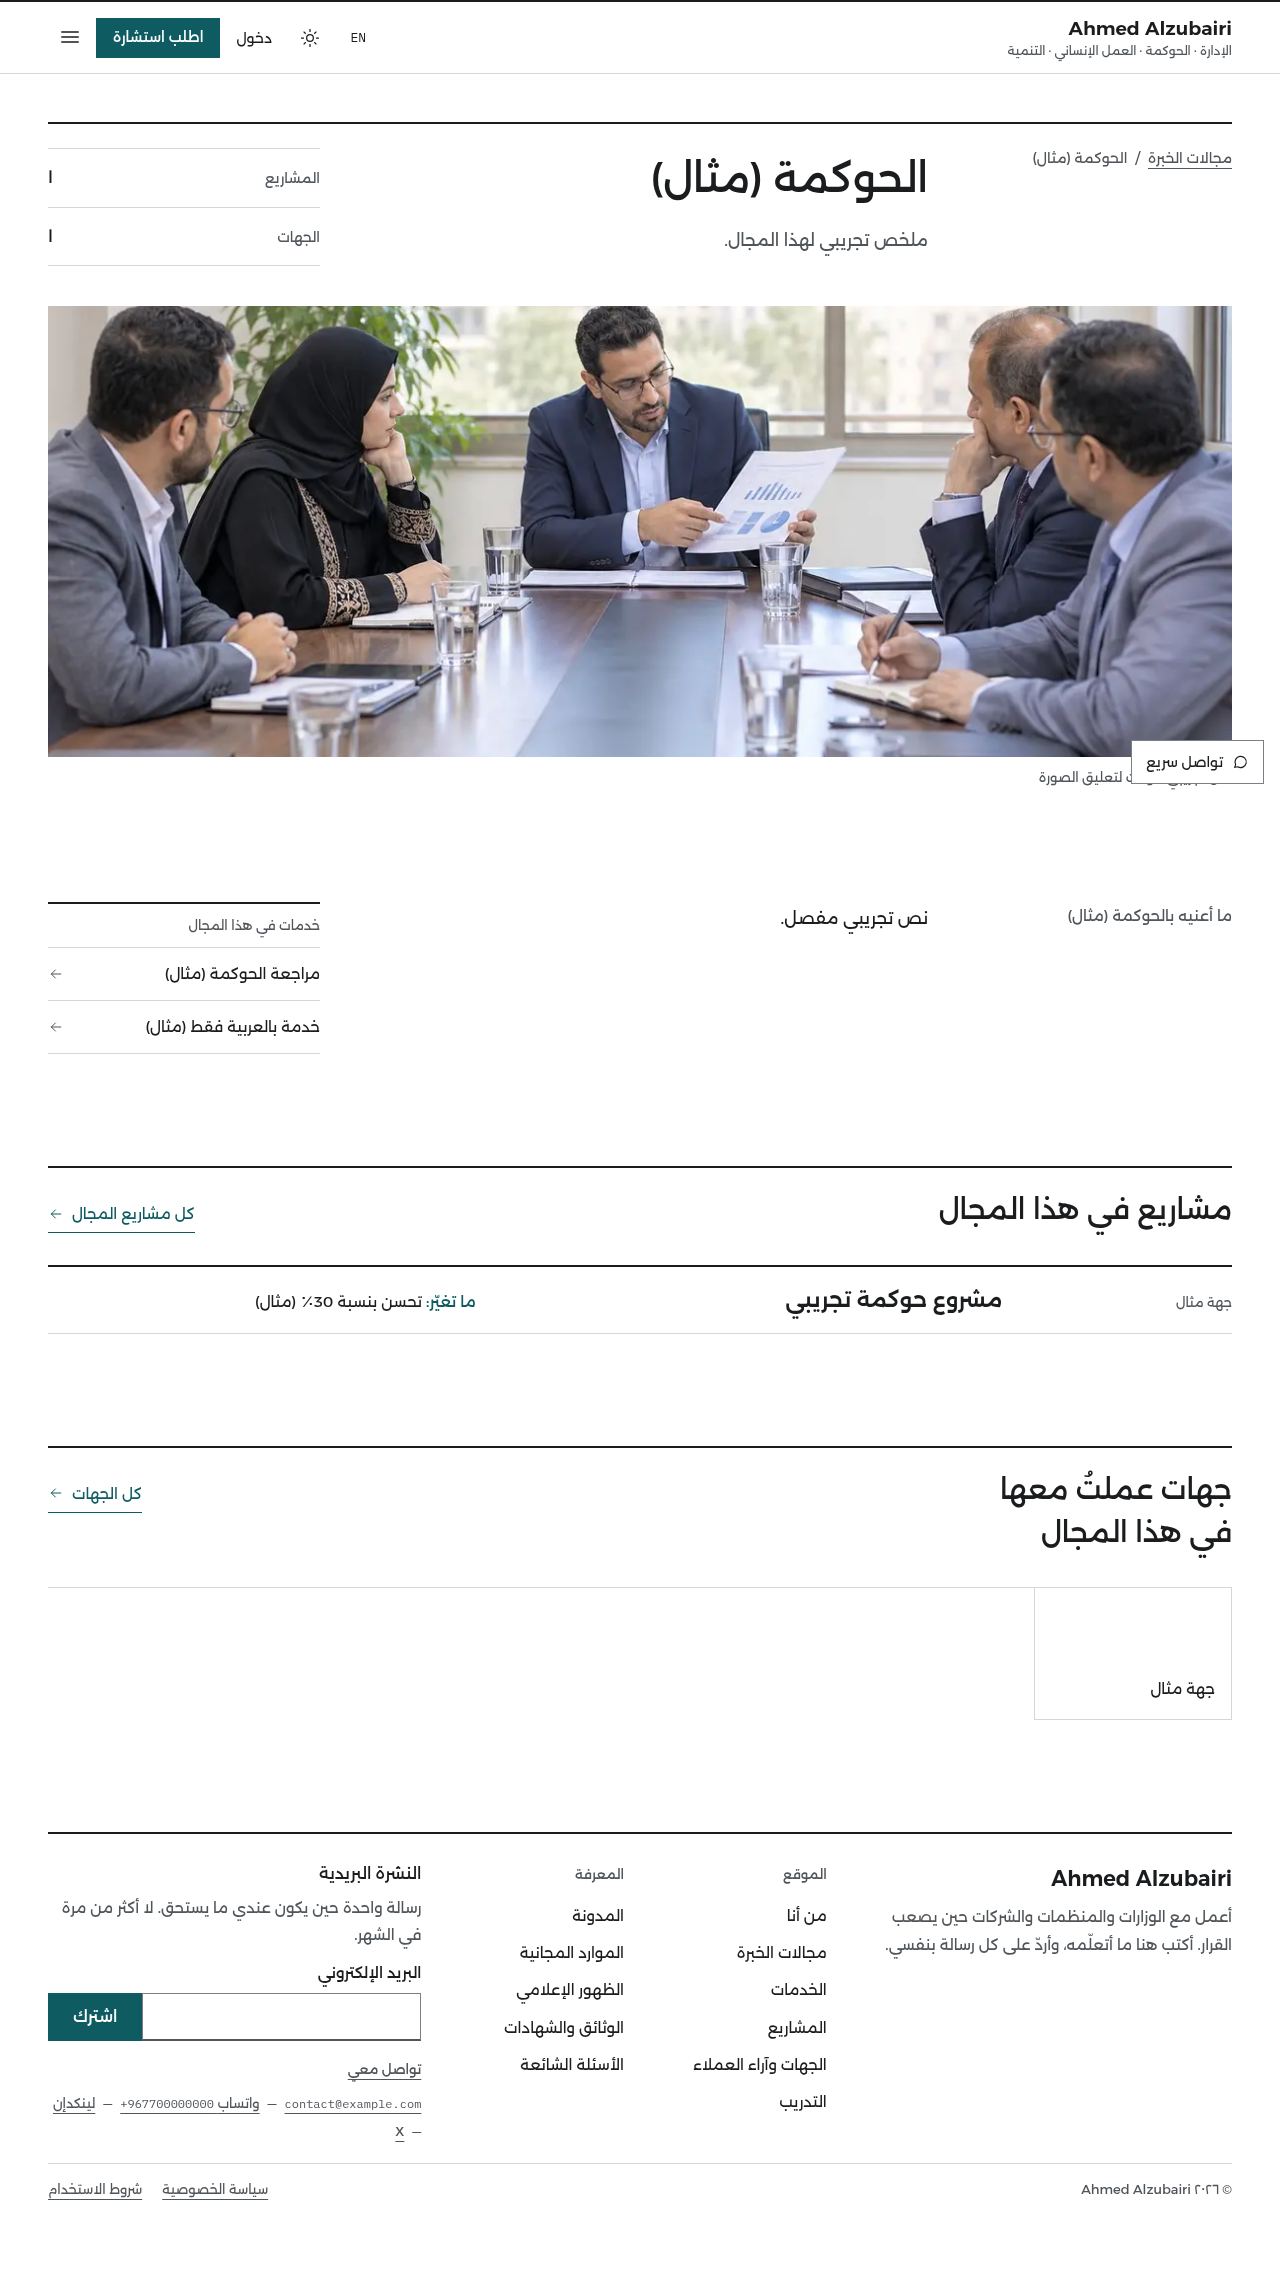 Ahmed Alzubairi
الإدارة · الحوكمة · العمل الإنساني · التنمية
EN
دخول
اطلب استشارة
مجالات الخبرة / الحوكمة (مثال)
الحوكمة (مثال)
ملخص تجريبي لهذا المجال.
المشاريع ١
الجهات ١
تواصل سريع
لتعليق الصورة
ما أعنيه بالحوكمة (مثال)
نص تجريبي مفصل.
خدمات في هذا المجال
مراجعة الحوكمة (مثال) ←
خدمة بالعربية فقط (مثال) ←
مشاريع في هذا المجال
كل مشاريع المجال ←
جهة مثال
مشروع حوكمة تجريبي
ما تغيّر: تحسن بنسبة 30٪ (مثال)
جهات عملتُ معها
في هذا المجال
كل الجهات ←
جهة مثال
Ahmed Alzubairi
أعمل مع الوزارات والمنظمات والشركات حين يصعب
القرار. أكتب هنا ما أتعلّمه، وأردّ على كل رسالة بنفسي.
الموقع
من أنا
مجالات الخبرة
الخدمات
المشاريع
الجهات وآراء العملاء
التدريب
المعرفة
المدونة
الموارد المجانية
الظهور الإعلامي
الوثائق والشهادات
الأسئلة الشائعة
النشرة البريدية
رسالة واحدة حين يكون عندي ما يستحق. لا أكثر من مرة
في الشهر.
البريد الإلكتروني
اشترك
تواصل معي
contact@example.com — واتساب +967700000000 — لينكدإن
— X
© ٢٠٢٦ Ahmed Alzubairi
سياسة الخصوصية
شروط الاستخدام